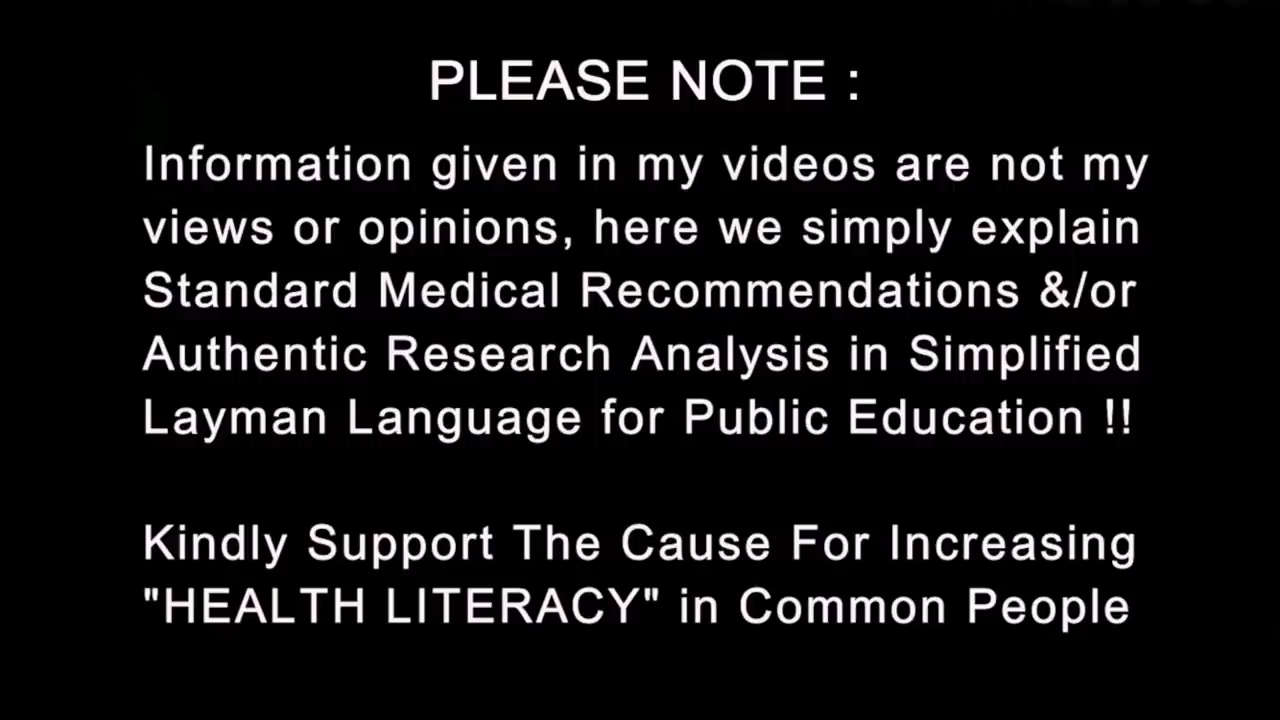 PLEASE NOTE :
Information given in my videos are not my
views or opinions, here we simply explain
Standard Medical Recommendations &/or
Authentic Research Analysis in Simplified
Layman Language for Public Education !!
Kindly Support The Cause For Increasing
"HEALTH LITERACY" in Common People